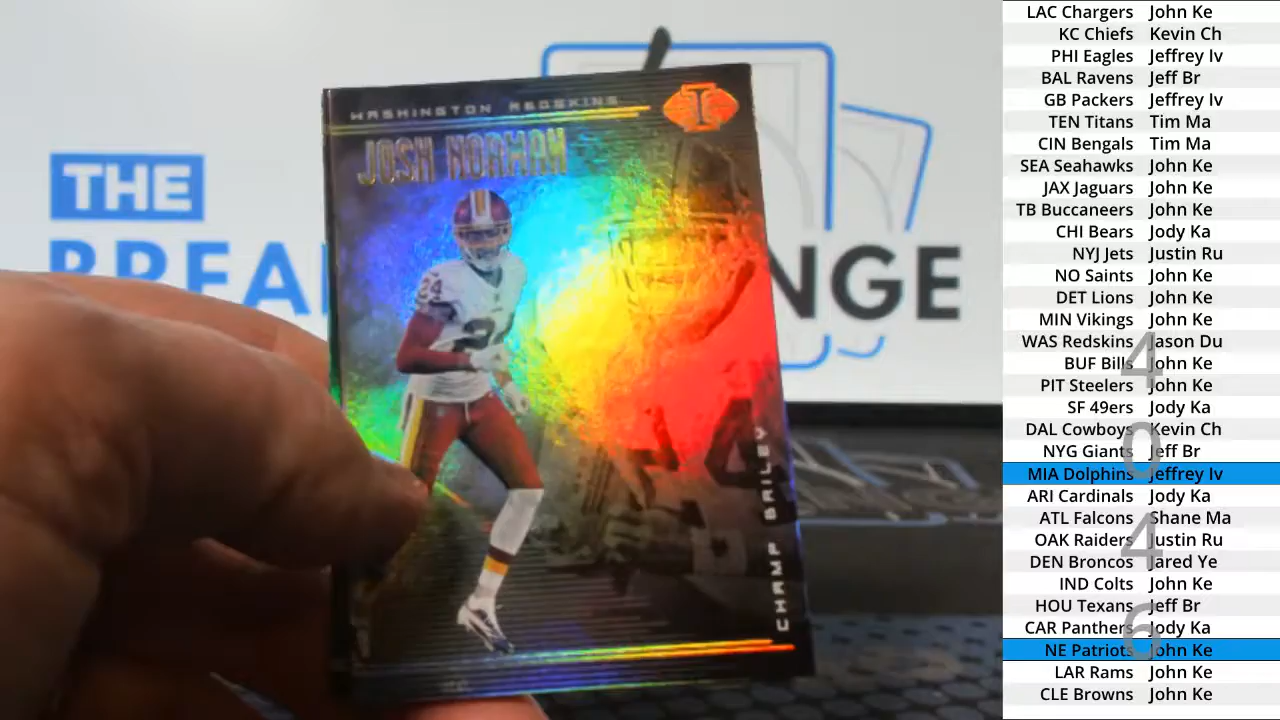 WASHINGTON REDSKINS
I
JOSH NORMAN
24
CHAMP BAILEY
THE
BREAK
NGE
LAC Chargers John Ke
KC Chiefs Kevin Ch
PHI Eagles Jeffrey Iv
BAL Ravens Jeff Br
GB Packers Jeffrey Iv
TEN Titans Tim Ma
CIN Bengals Tim Ma
SEA Seahawks John Ke
JAX Jaguars John Ke
TB Buccaneers John Ke
CHI Bears Jody Ka
NYJ Jets Justin Ru
NO Saints John Ke
DET Lions John Ke
MIN Vikings John Ke
WAS Redskins Jason Du
BUF Bills John Ke
PIT Steelers John Ke
SF 49ers Jody Ka
DAL Cowboys Kevin Ch
NYG Giants Jeff Br
MIA Dolphins Jeffrey Iv
ARI Cardinals Jody Ka
ATL Falcons Shane Ma
OAK Raiders Justin Ru
DEN Broncos Jared Ye
IND Colts John Ke
HOU Texans Jeff Br
CAR Panthers Jody Ka
NE Patriots John Ke
LAR Rams John Ke
CLE Browns John Ke
4
0
4
6